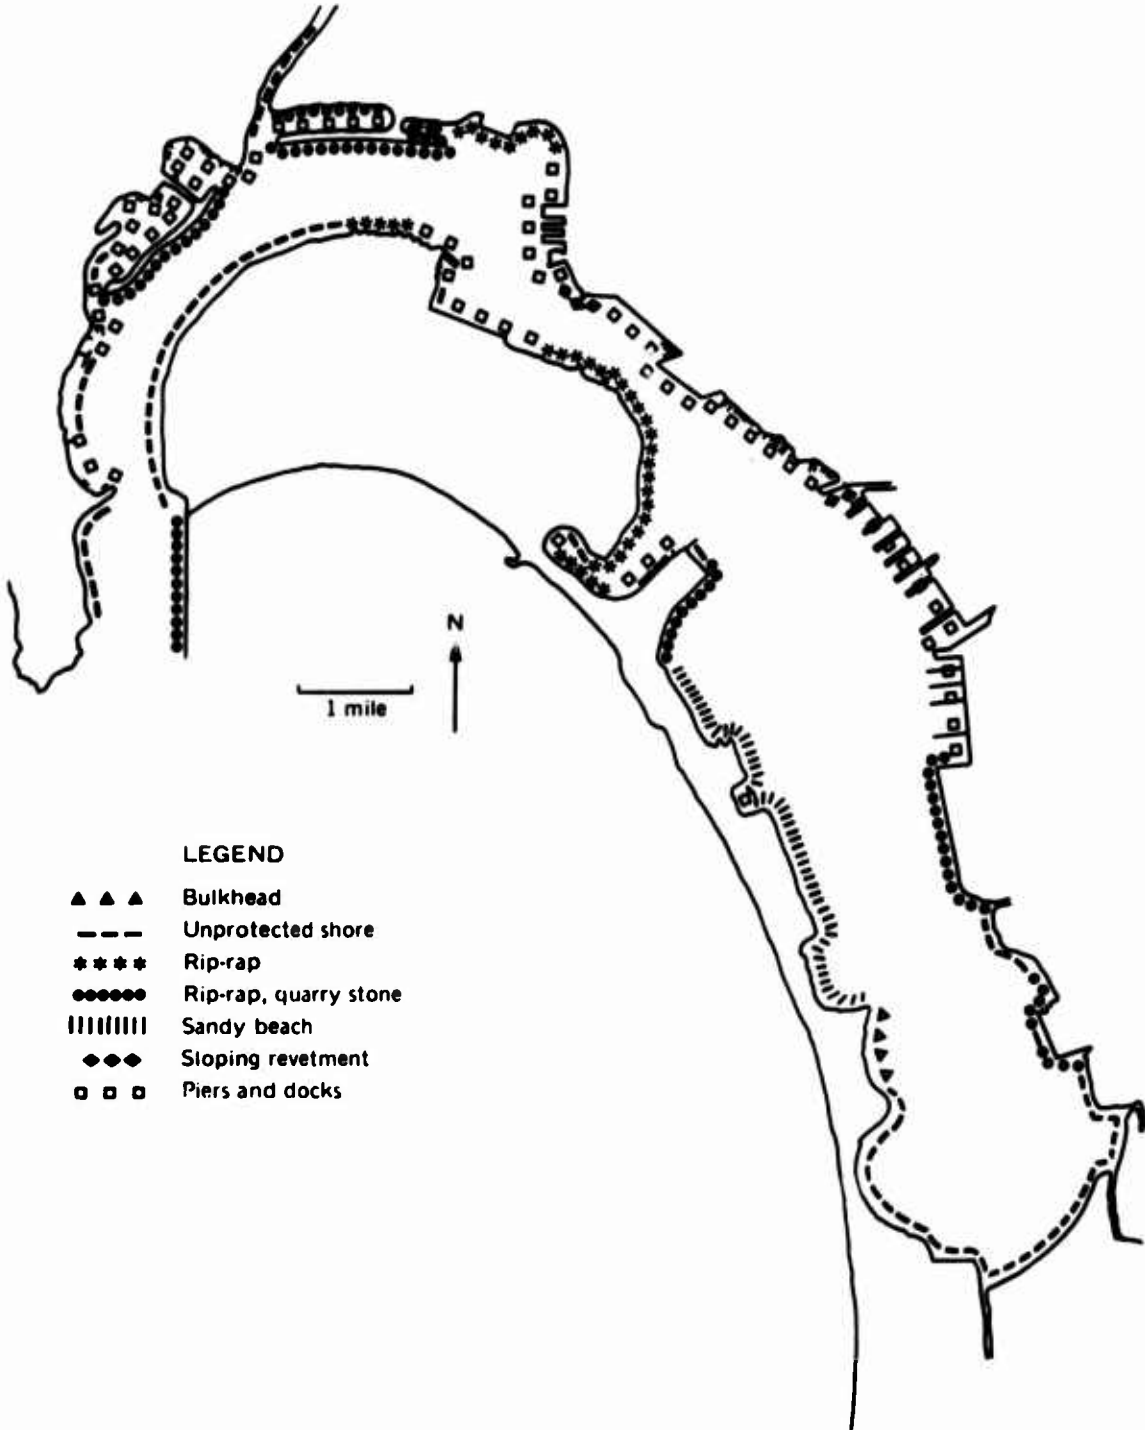 N
1 mile
LEGEND
Bulkhead
Unprotected shore
Rip-rap
Rip-rap, quarry stone
Sandy beach
Sloping revetment
Piers and docks